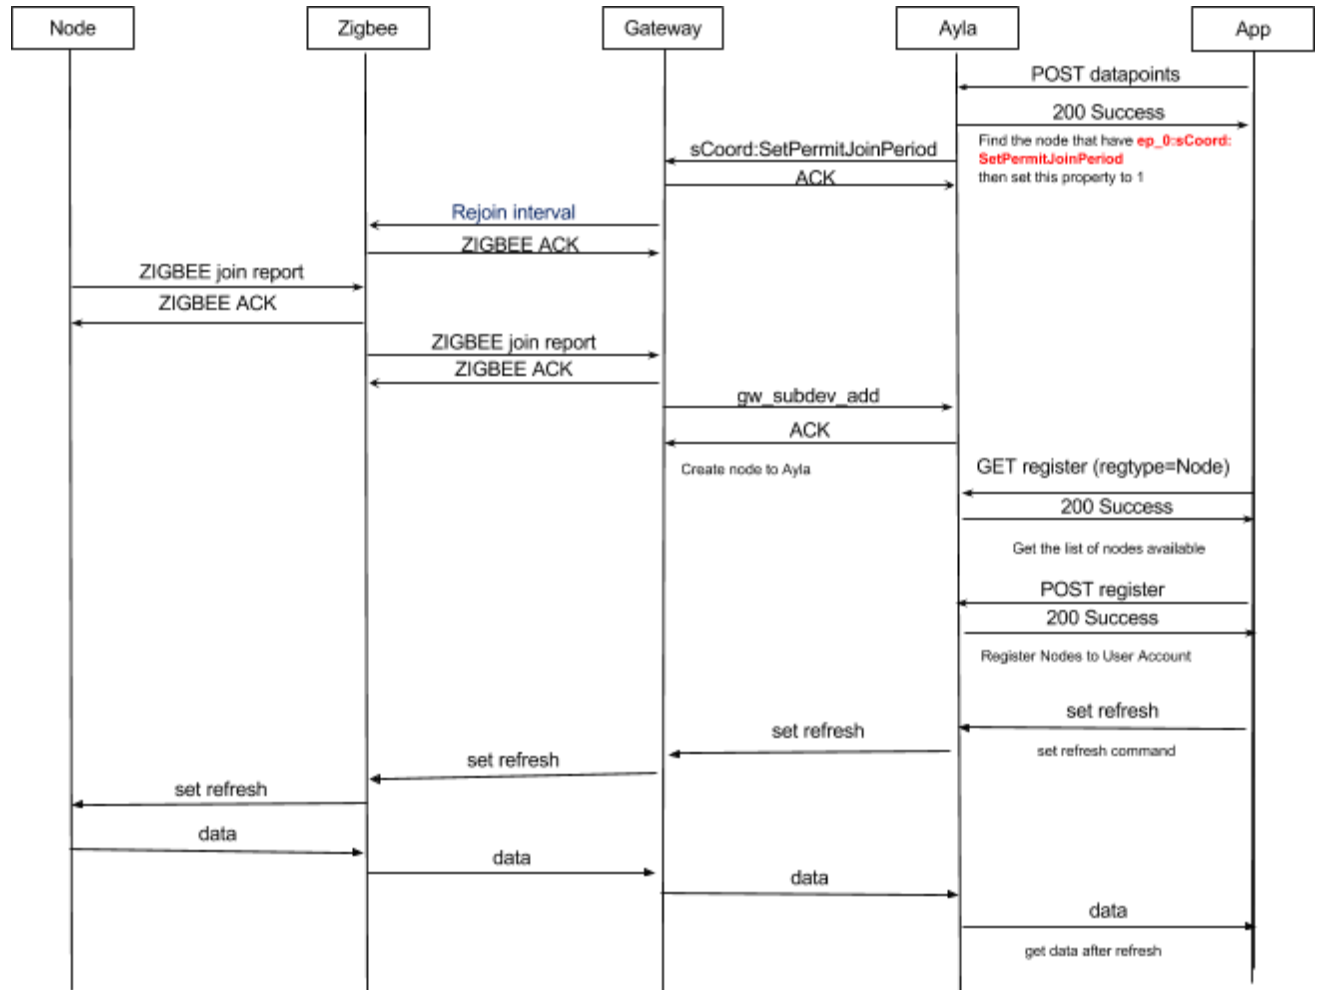 Node
Zigbee
Gateway
Ayla
App
POST datapoints
200 Success
Find the node that have ep_0:sCoord:
SetPermitJoinPeriod
then set this property to 1
sCoord:SetPermitJoinPeriod
ACK
Rejoin interval
ZIGBEE ACK
ZIGBEE join report
ZIGBEE ACK
ZIGBEE join report
ZIGBEE ACK
gw_subdev_add
ACK
Create node to Ayla
GET register (regtype=Node)
200 Success
Get the list of nodes available
POST register
200 Success
Register Nodes to User Account
set refresh
set refresh
set refresh command
set refresh
set refresh
data
data
data
data
get data after refresh